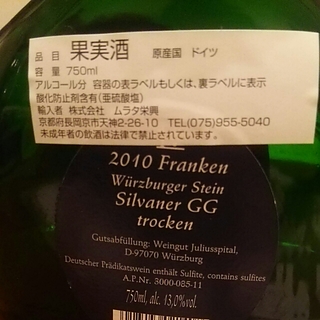 品目 果実酒 原産国 ドイツ
容量 750ml
アルコール分 容器の表ラベルもしくは、裏ラベルに表示
酸化防止剤含有(亜硫酸塩)
輸入者 株式会社 ムラタ栄興
京都府長岡京市天神2-26-10 TEL(075)955-5040
未成年者の飲酒は法律で禁止されています。
2010 Franken
Würzburger Stein
Silvaner GG
trocken
Gutsabfüllung: Weingut Juliusspital,
D-97070 Würzburg
Deutscher Prädikatswein enthält Sulfite, contains sulfites
A.P.Nr. 3000-085-11
750ml, alc. 13,0%vol.